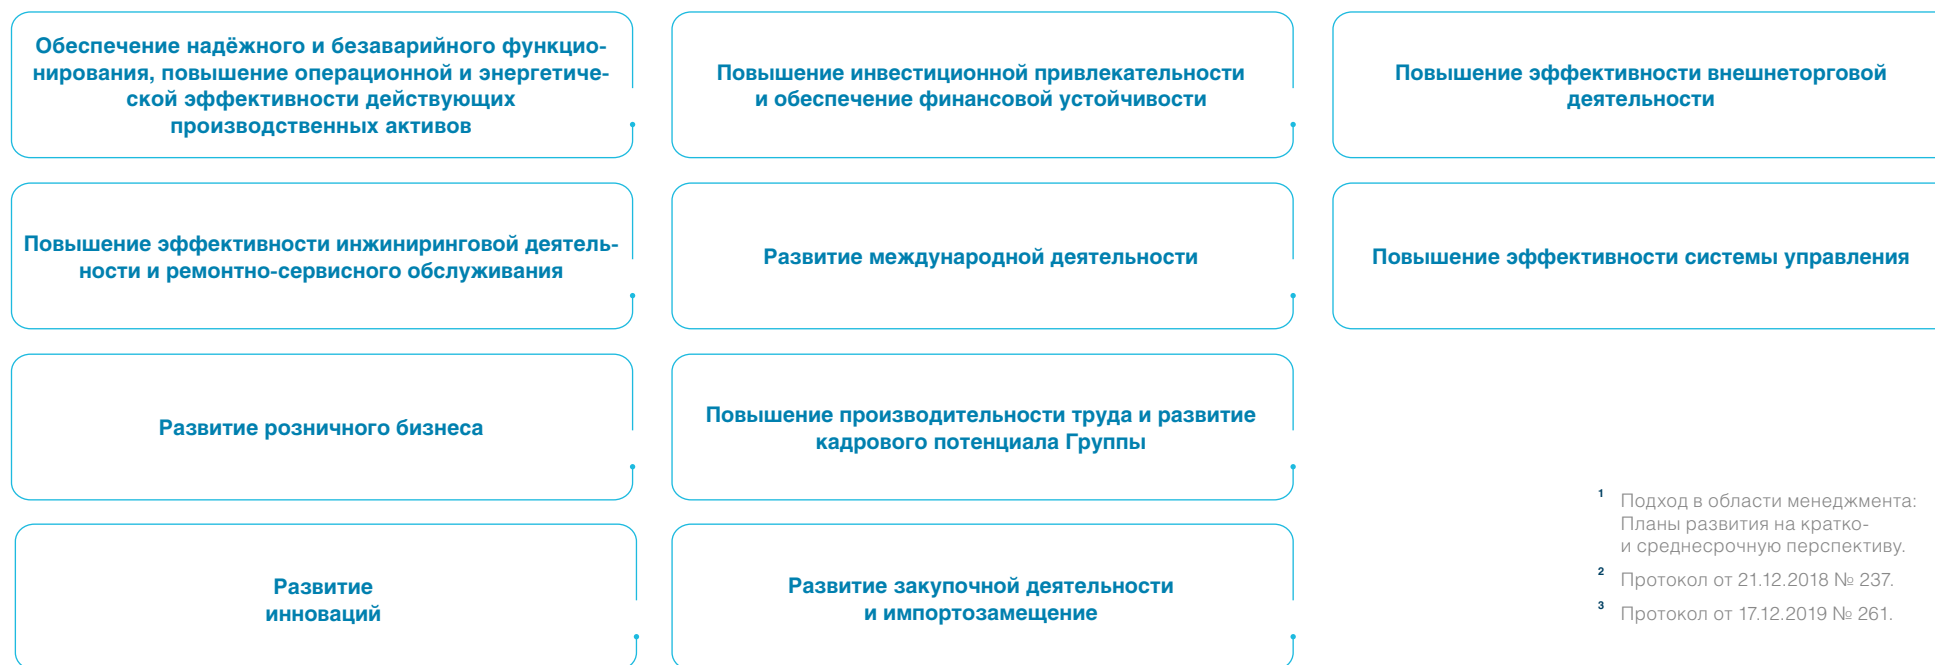 Обеспечение надёжного и безаварийного функцио-
нирования, повышение операционной и энергетиче-
ской эффективности действующих
производственных активов
Повышение инвестиционной привлекательности
и обеспечение финансовой устойчивости
Повышение эффективности внешнеторговой
деятельности
Повышение эффективности инжиниринговой деятель-
ности и ремонтно-сервисного обслуживания
Развитие международной деятельности
Повышение эффективности системы управления
Развитие розничного бизнеса
Повышение производительности труда и развитие
кадрового потенциала Группы
Развитие
инноваций
Развитие закупочной деятельности
и импортозамещение
1 Подход в области менеджмента:
Планы развития на кратко-
и среднесрочную перспективу.
2 Протокол от 21.12.2018 № 237.
3 Протокол от 17.12.2019 № 261.